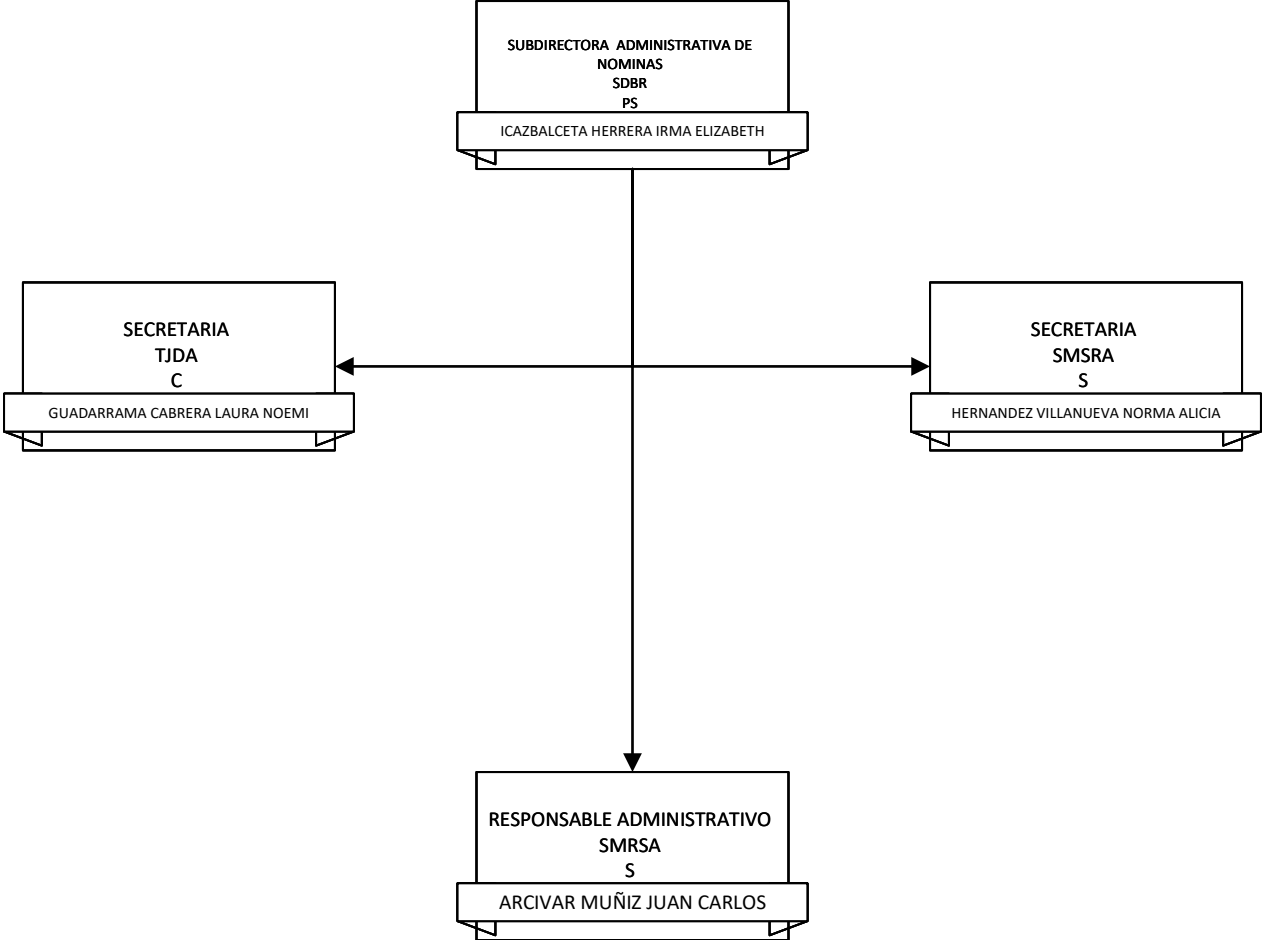 SUBDIRECTORA ADMINISTRATIVA DE
NOMINAS
SDBR
PS
ICAZBALCETA HERRERA IRMA ELIZABETH
SECRETARIA
TJDA
C
GUADARRAMA CABRERA LAURA NOEMI
SECRETARIA
SMSRA
S
HERNANDEZ VILLANUEVA NORMA ALICIA
RESPONSABLE ADMINISTRATIVO
SMRSA
S
ARCIVAR MUÑIZ JUAN CARLOS